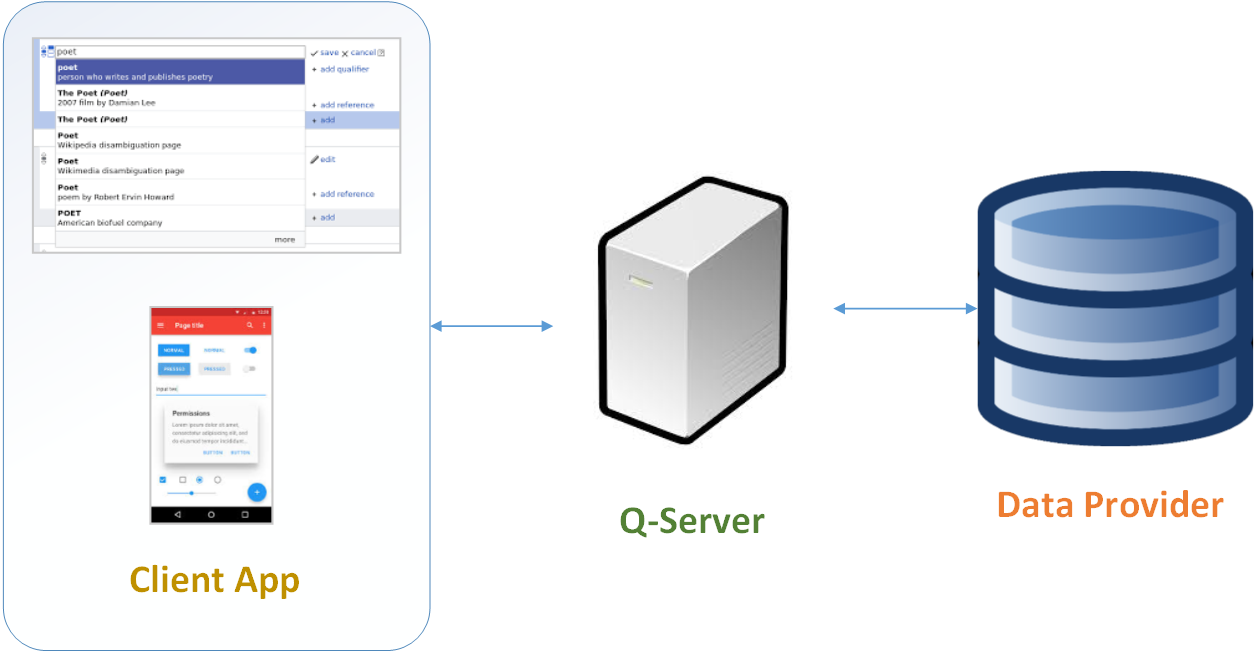 poet
save cancel
poet
person who writes and publishes poetry
+ add qualifier
The Poet (Poet)
2007 film by Damian Lee
+ add reference
The Poet (Poet)
+ add
Poet
Wikipedia disambiguation page
Poet
Wikimedia disambiguation page
edit
Poet
poem by Robert Ervin Howard
+ add reference
POET
American biofuel company
+ add
more
Page title
NORMAL NORMAL
PRESSED PRESSED
Permissions
Lorem ipsum dolor sit amet,
consectetur adipiscing elit, sed
do eiusmod tempor incididunt...
BUTTON BUTTON
Client App
Q-Server
Data Provider